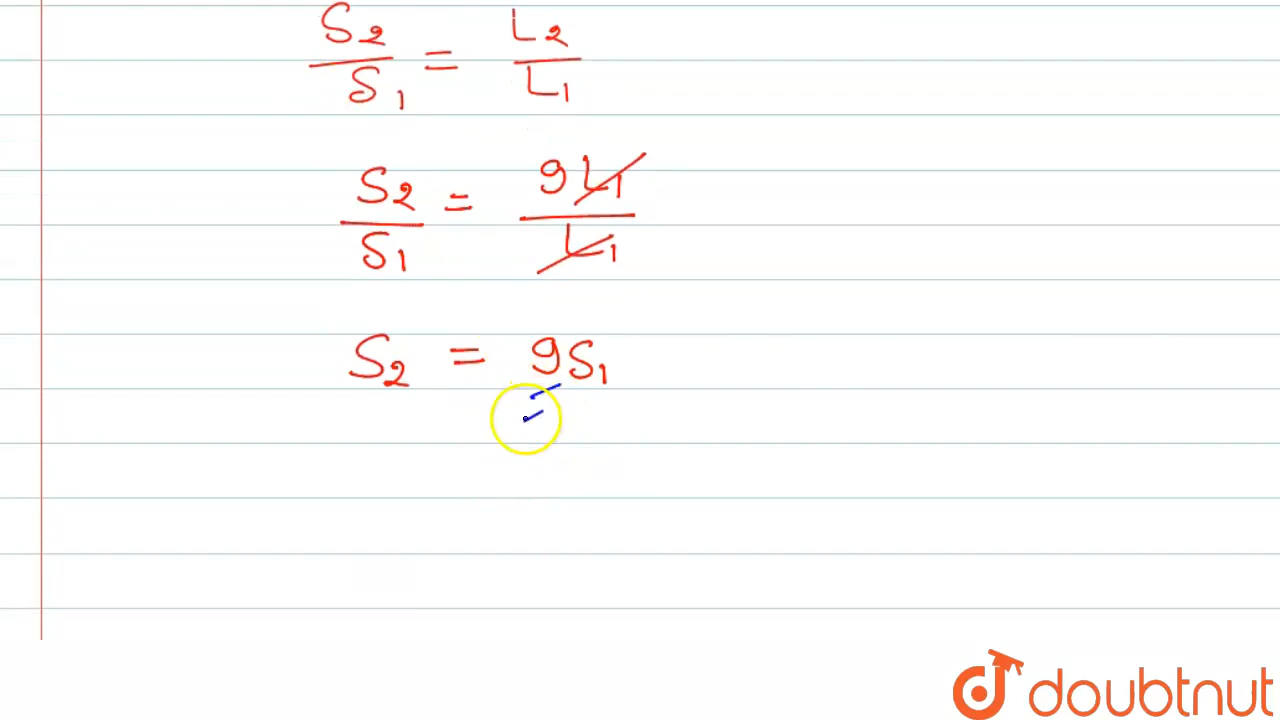 S2/S1 = L2/L1
S2/S1 = 9L1/L1
S2 = 9S1
doubtnut